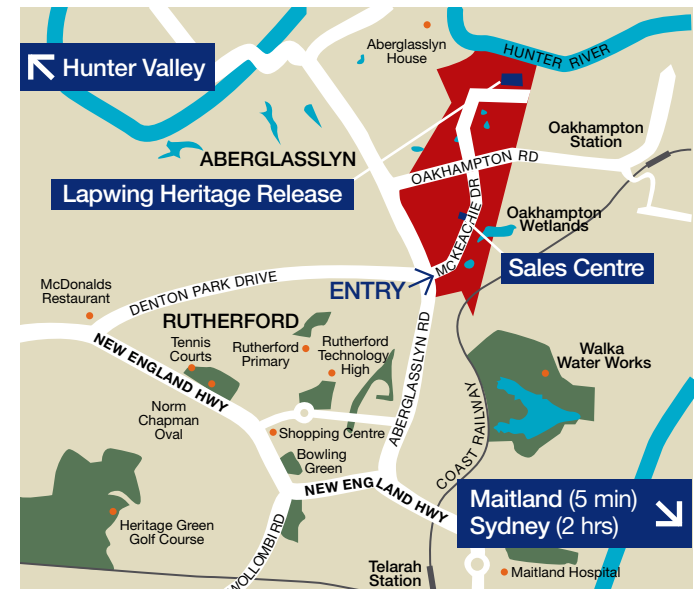 Aberglasslyn
House
HUNTER RIVER
Hunter Valley
ABERGLASSLYN
Oakhampton
Station
OAKHAMPTON RD
Lapwing Heritage Release
MCKEACHIE DR
Oakhampton
Wetlands
Sales Centre
ENTRY
DENTON PARK DRIVE
McDonalds
Restaurant
RUTHERFORD
Tennis
Courts
Rutherford
Primary
Rutherford
Technology
High
NEW ENGLAND HWY
ABERGLASSLYN RD
Walka
Water Works
COAST RAILWAY
Norm
Chapman
Oval
Shopping Centre
Bowling
Green
NEW ENGLAND HWY
Maitland (5 min)
Sydney (2 hrs)
Heritage Green
Golf Course
WOLLOMBI RD
Telarah
Station
Maitland Hospital